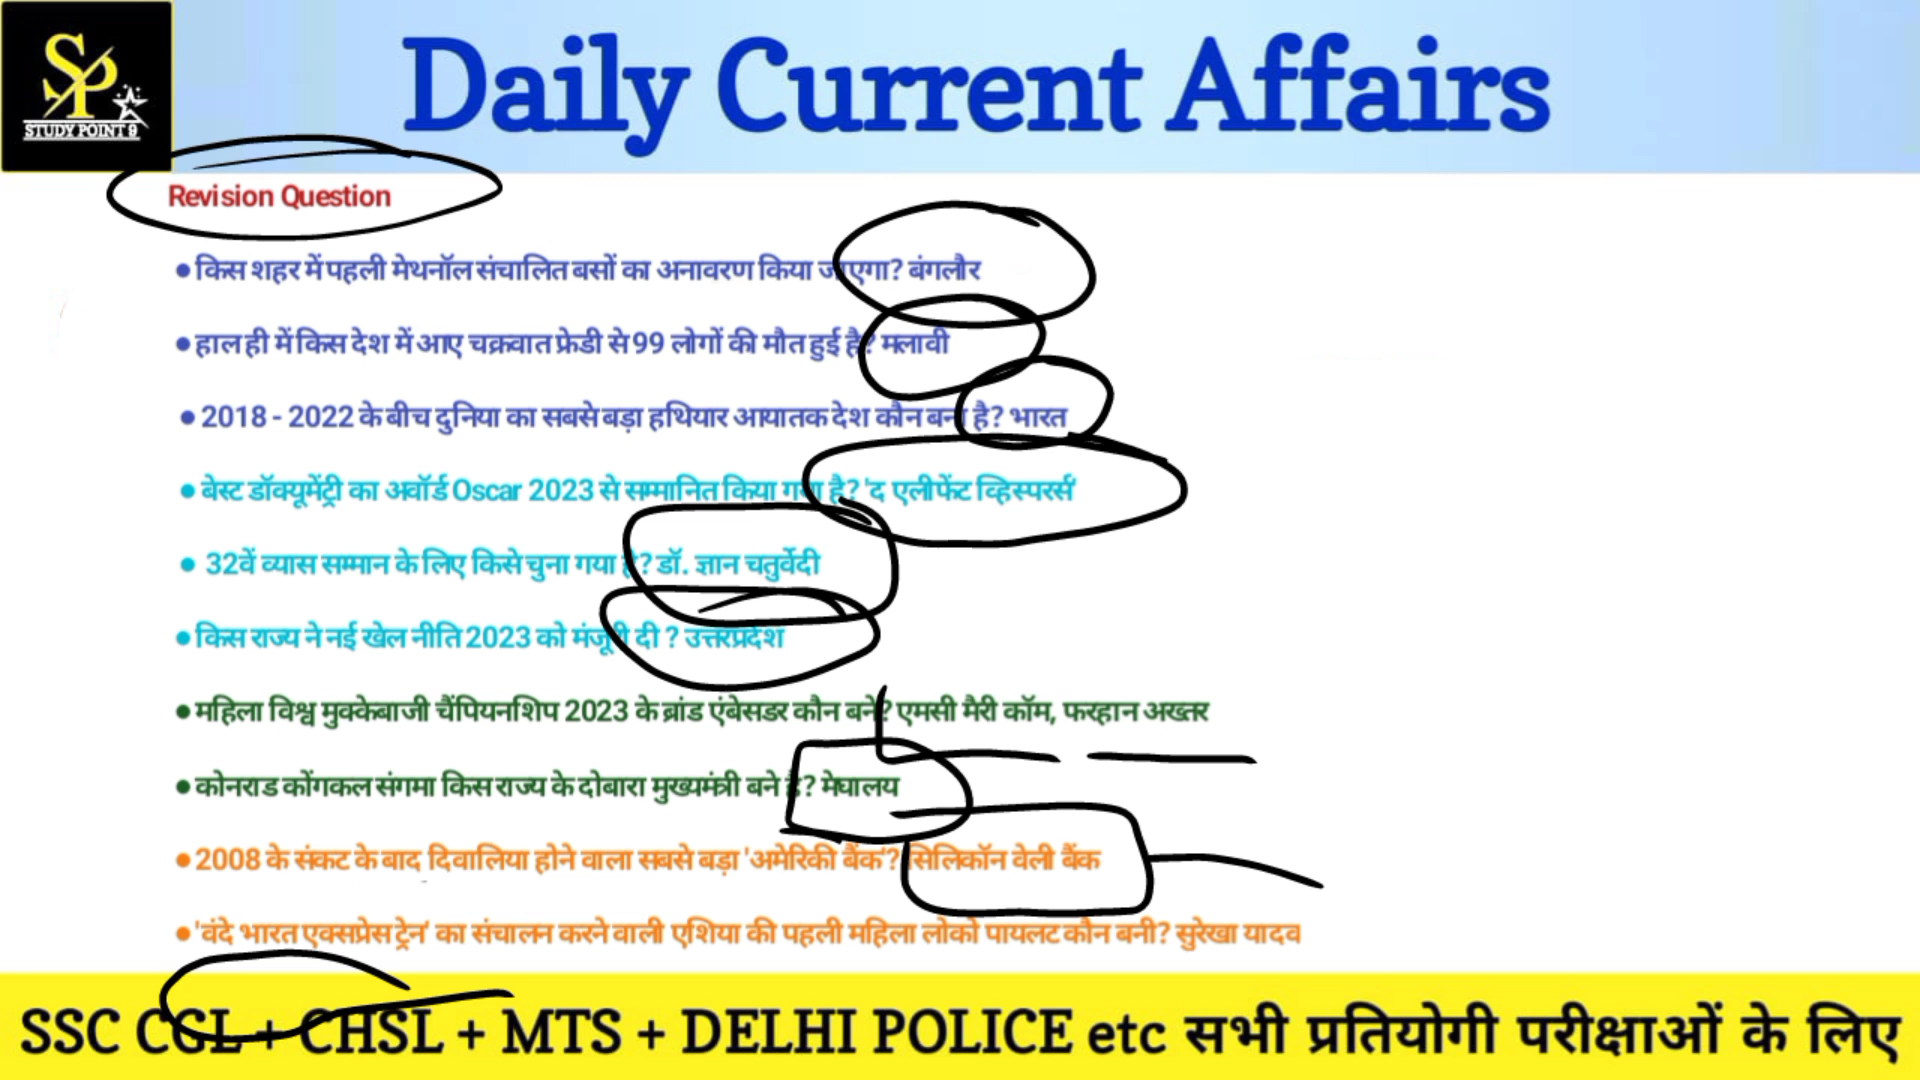 SP
STUDY POINT 9
Daily Current Affairs
Revision Question
● किस शहर में पहली मेथनॉल संचालित बसों का अनावरण किया जाएगा? बंगलौर
● हाल ही में किस देश में आए चक्रवात फ्रेडी से 99 लोगों की मौत हुई है? मलावी
● 2018 - 2022 के बीच दुनिया का सबसे बड़ा हथियार आयातक देश कौन बना है? भारत
● बेस्ट डॉक्यूमेंट्री का अवॉर्ड Oscar 2023 से सम्मानित किया गया है? 'द एलीफेंट व्हिस्परर्स'
● 32वें व्यास सम्मान के लिए किसे चुना गया है? डॉ. ज्ञान चतुर्वेदी
● किस राज्य ने नई खेल नीति 2023 को मंजूरी दी ? उत्तरप्रदेश
● महिला विश्व मुक्केबाजी चैंपियनशिप 2023 के ब्रांड एंबेसडर कौन बने? एमसी मैरी कॉम, फरहान अख्तर
● कोनराड कोंगकल संगमा किस राज्य के दोबारा मुख्यमंत्री बने है? मेघालय
● 2008 के संकट के बाद दिवालिया होने वाला सबसे बड़ा 'अमेरिकी बैंक'? सिलिकॉन वेली बैंक
● 'वंदे भारत एक्सप्रेस ट्रेन' का संचालन करने वाली एशिया की पहली महिला लोको पायलट कौन बनी? सुरेखा यादव
SSC CGL + CHSL + MTS + DELHI POLICE etc सभी प्रतियोगी परीक्षाओं के लिए